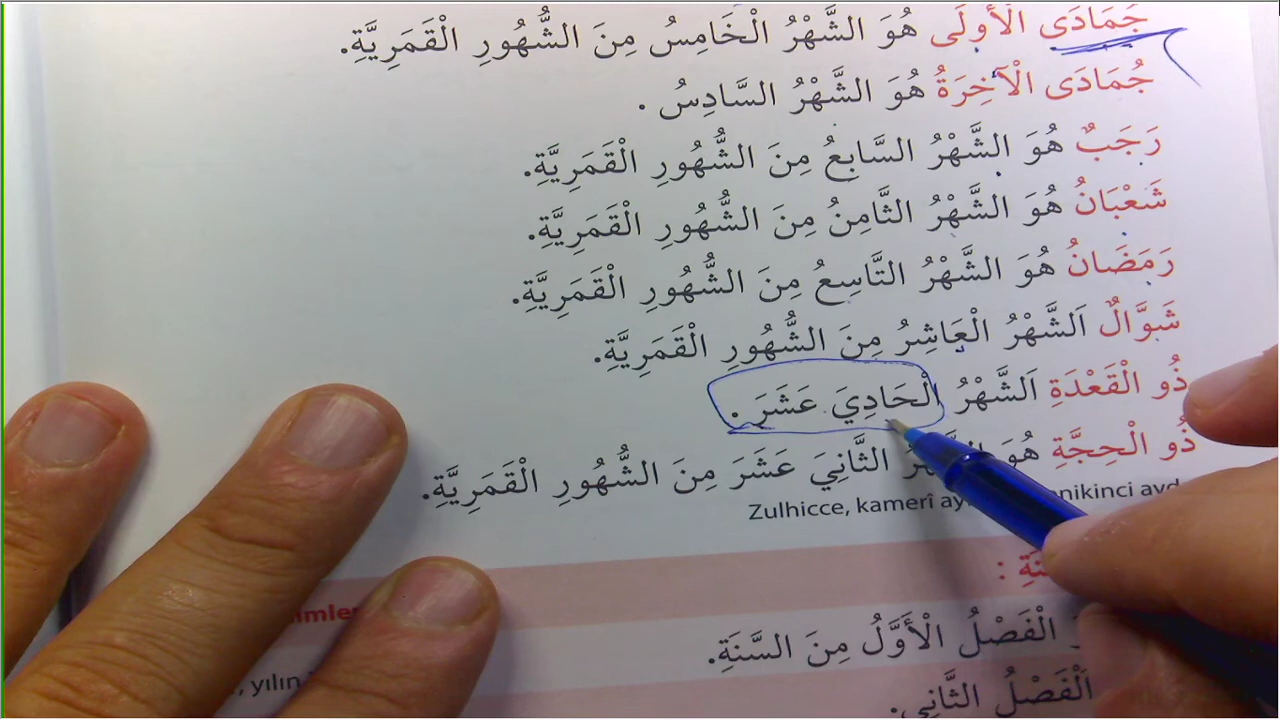 جَمَادَى الْأُولَى هُوَ الشَّهْرُ الْخَامِسُ مِنَ الشُّهُورِ الْقَمَرِيَّةِ.
جُمَادَى الْآخِرَةُ هُوَ الشَّهْرُ السَّادِسُ .
رَجَبٌ هُوَ الشَّهْرُ السَّابِعُ مِنَ الشُّهُورِ الْقَمَرِيَّةِ.
شَعْبَانُ هُوَ الشَّهْرُ الثَّامِنُ مِنَ الشُّهُورِ الْقَمَرِيَّةِ.
رَمَضَانُ هُوَ الشَّهْرُ التَّاسِعُ مِنَ الشُّهُورِ الْقَمَرِيَّةِ.
شَوَّالٌ اَلشَّهْرُ الْعَاشِرُ مِنَ الشُّهُورِ الْقَمَرِيَّةِ.
ذُو الْقَعْدَةِ اَلشَّهْرُ الْحَادِيَ عَشَرَ .
ذُو الْحِجَّةِ هُوَ الثَّانِيَ عَشَرَ مِنَ الشُّهُورِ الْقَمَرِيَّةِ.
Zulhicce, kamerî
الْفَصْلُ الْأَوَّلُ مِنَ السَّنَةِ.
yılın
اَلْفَصْلُ الثَّانِي.